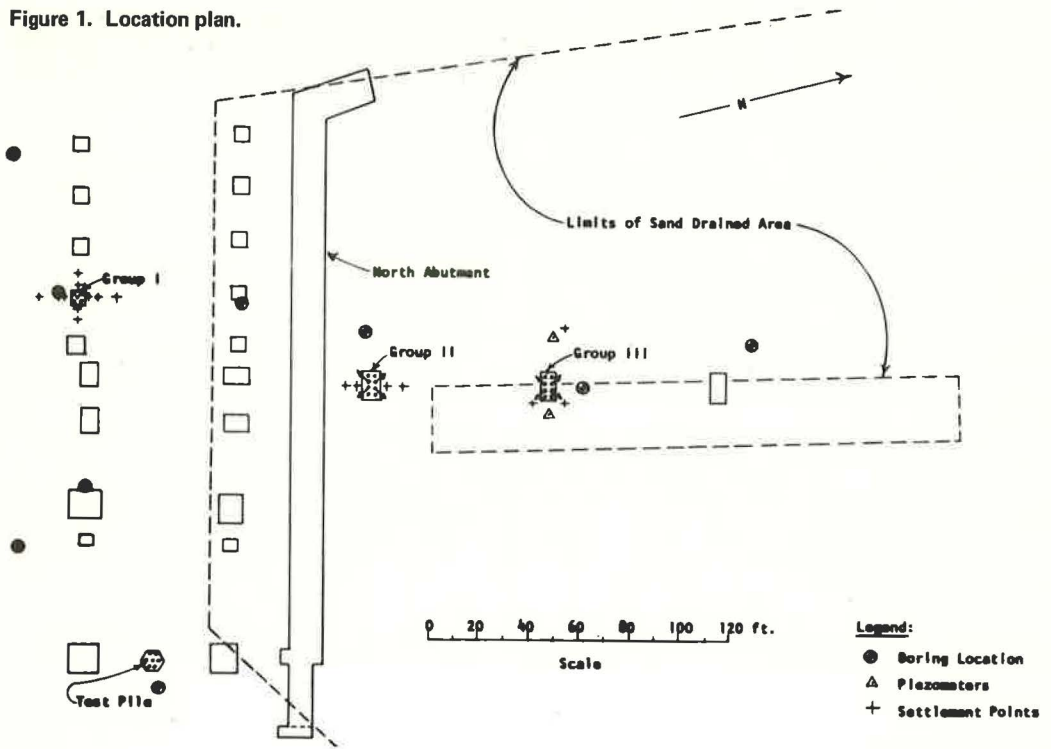 Figure 1. Location plan.
N
Limits of Sand Drained Area
North Abutment
Group I
Group II
Group III
0 20 40 60 80 100 120 ft.
Scale
Test Pile
Legend:
Boring Location
Piezometers
Settlement Points